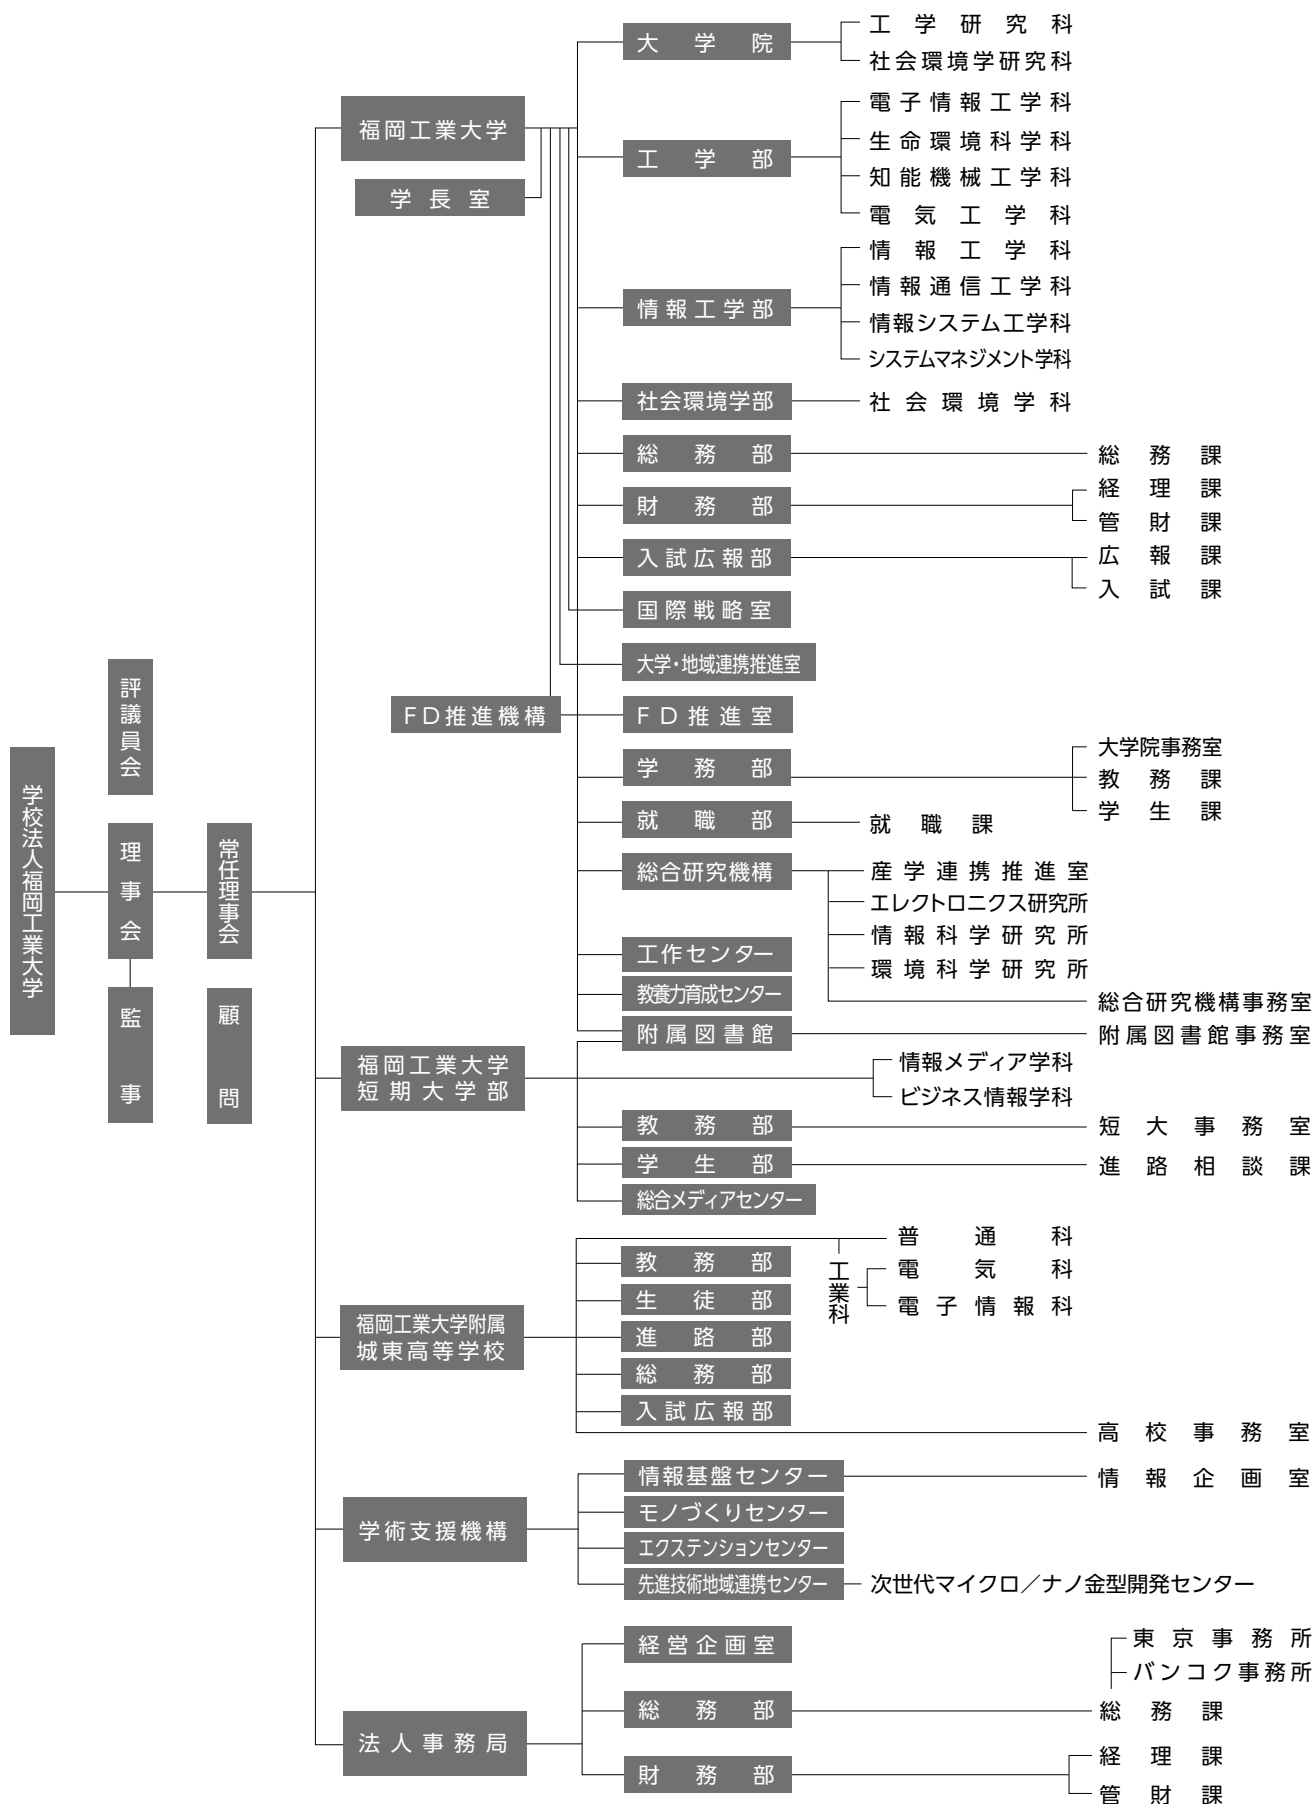 学校法人福岡工業大学
評議員会
理事会
監事
常任理事会
顧問
福岡工業大学
学長室
大学院
工学研究科
社会環境学研究科
工学部
電子情報工学科
生命環境科学科
知能機械工学科
電気工学科
情報工学部
情報工学科
情報通信工学科
情報システム工学科
システムマネジメント学科
社会環境学部
社会環境学科
総務部
総務課
財務部
経理課
管財課
入試広報部
広報課
入試課
国際戦略室
大学・地域連携推進室
FD推進機構
FD推進室
学務部
大学院事務室
教務課
学生課
就職部
就職課
総合研究機構
産学連携推進室
エレクトロニクス研究所
情報科学研究所
環境科学研究所
総合研究機構事務室
工作センター
教養力育成センター
附属図書館
附属図書館事務室
福岡工業大学
短期大学部
情報メディア学科
ビジネス情報学科
教務部
短大事務室
学生部
進路相談課
総合メディアセンター
福岡工業大学附属
城東高等学校
普通科
工業科
電気科
電子情報科
教務部
生徒部
進路部
総務部
入試広報部
高校事務室
学術支援機構
情報基盤センター
情報企画室
モノづくりセンター
エクステンションセンター
先進技術地域連携センター
次世代マイクロ／ナノ金型開発センター
法人事務局
経営企画室
東京事務所
バンコク事務所
総務部
総務課
財務部
経理課
管財課